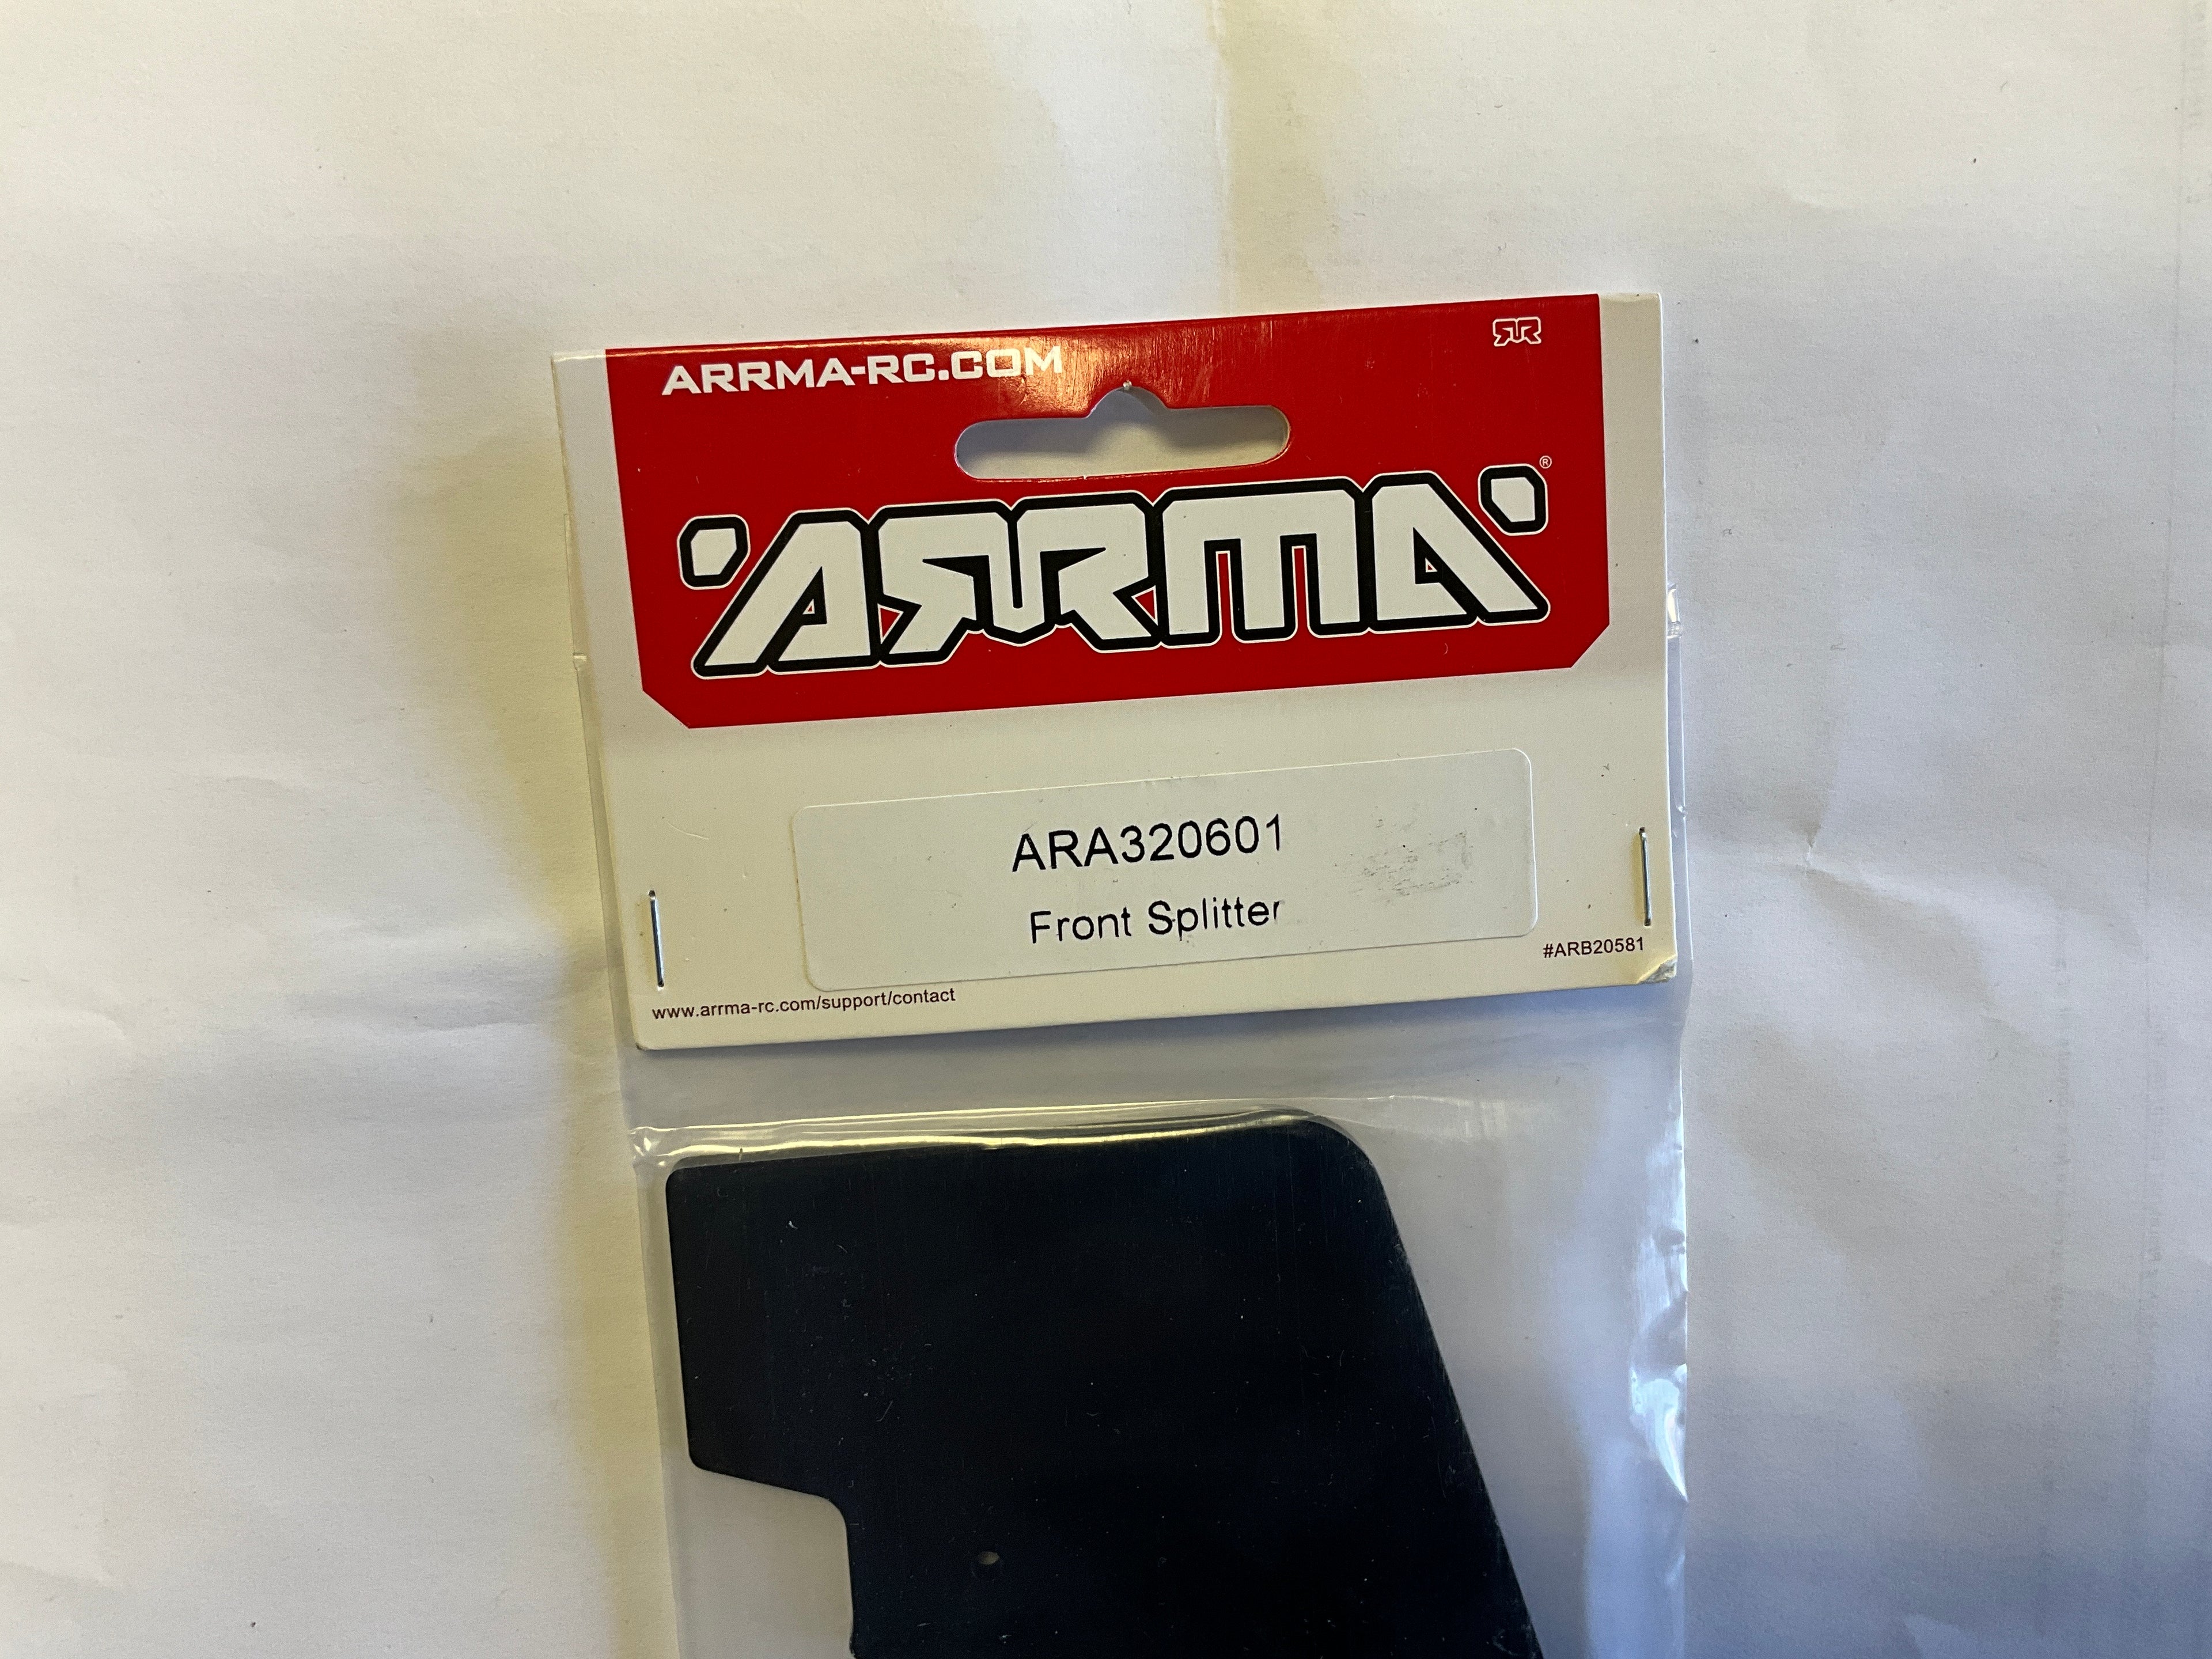 ARRMA-RC.COM
ARRMA®
ARA320601
Front Splitter
#ARB20581
www.arrma-rc.com/support/contact